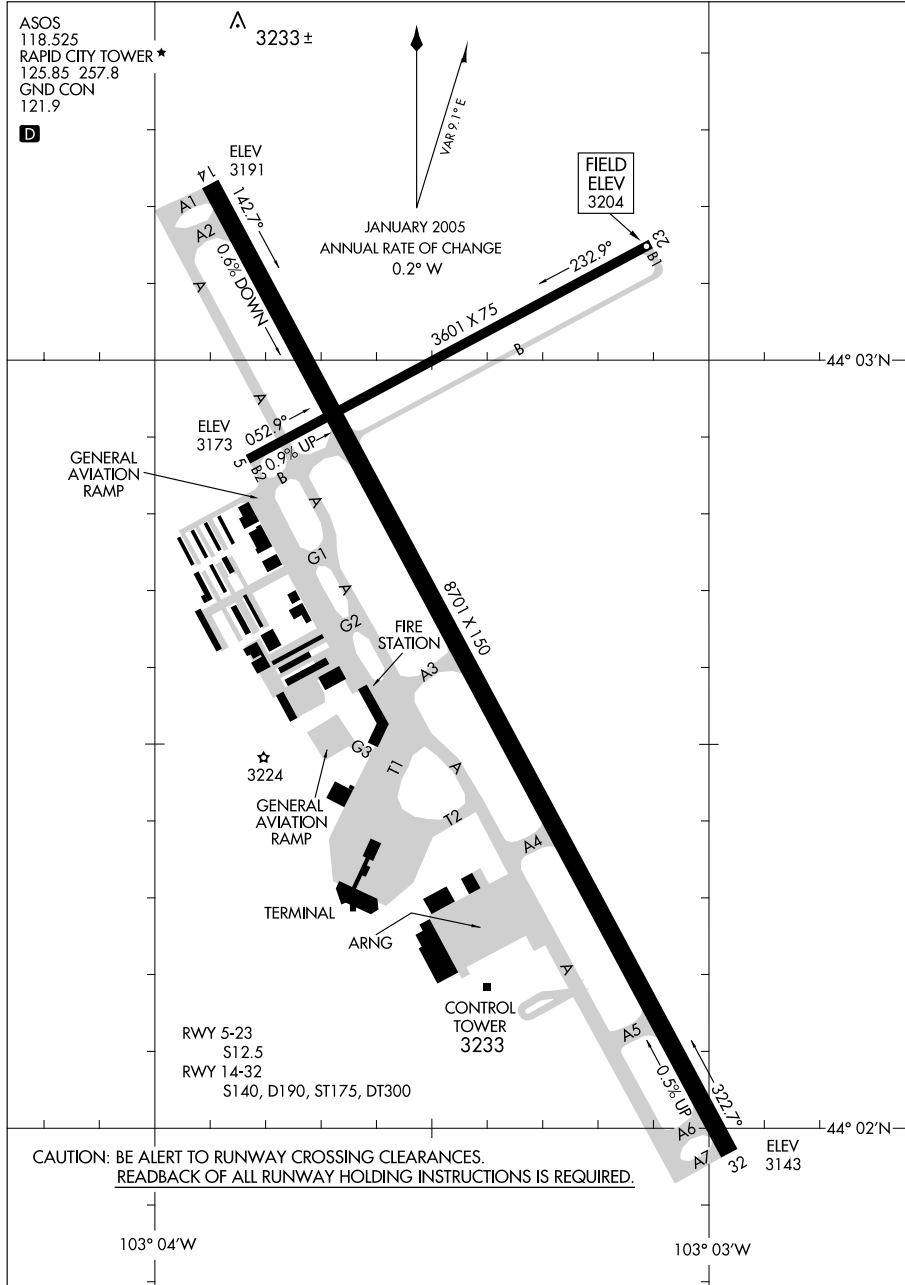 ASOS
118.525
RAPID CITY TOWER ★
125.85 257.8
GND CON
121.9
D
3233 ±
VAR 9.1° E
JANUARY 2005
ANNUAL RATE OF CHANGE
0.2° W
FIELD
ELEV
3204
ELEV
3191
14
142.7°
A1
A2
0.6% DOWN
A
23
B1
232.9°
3601 X 75
B
44° 03'N
A
ELEV
3173
052.9°
0.9% UP
5
B2
B
GENERAL
AVIATION
RAMP
A
G1
A
8701 X 150
G2
FIRE
STATION
A3
G3
T1
A
3224
GENERAL
AVIATION
RAMP
T2
A4
TERMINAL
ARNG
A
CONTROL
TOWER
3233
RWY 5-23
S12.5
RWY 14-32
S140, D190, ST175, DT300
A5
0.5% UP
322.7°
A6
A7
32
ELEV
3143
44° 02'N
CAUTION: BE ALERT TO RUNWAY CROSSING CLEARANCES.
READBACK OF ALL RUNWAY HOLDING INSTRUCTIONS IS REQUIRED.
103° 04'W
103° 03'W